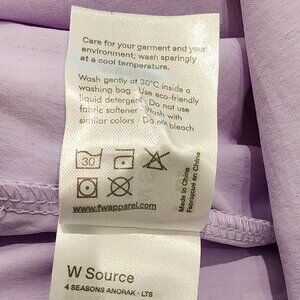 Care for your garment and your
environment; wash sparingly
at a cool temperature.
Wash gently at 30°C inside a
washing bag · Use eco-friendly
liquid detergent · Do not use
fabric softener · Wash with
similar colors · Do not bleach
30
www.fwapparel.com
Made in China
Fabriqué en China
W Source
4 SEASONS ANORAK - LTS